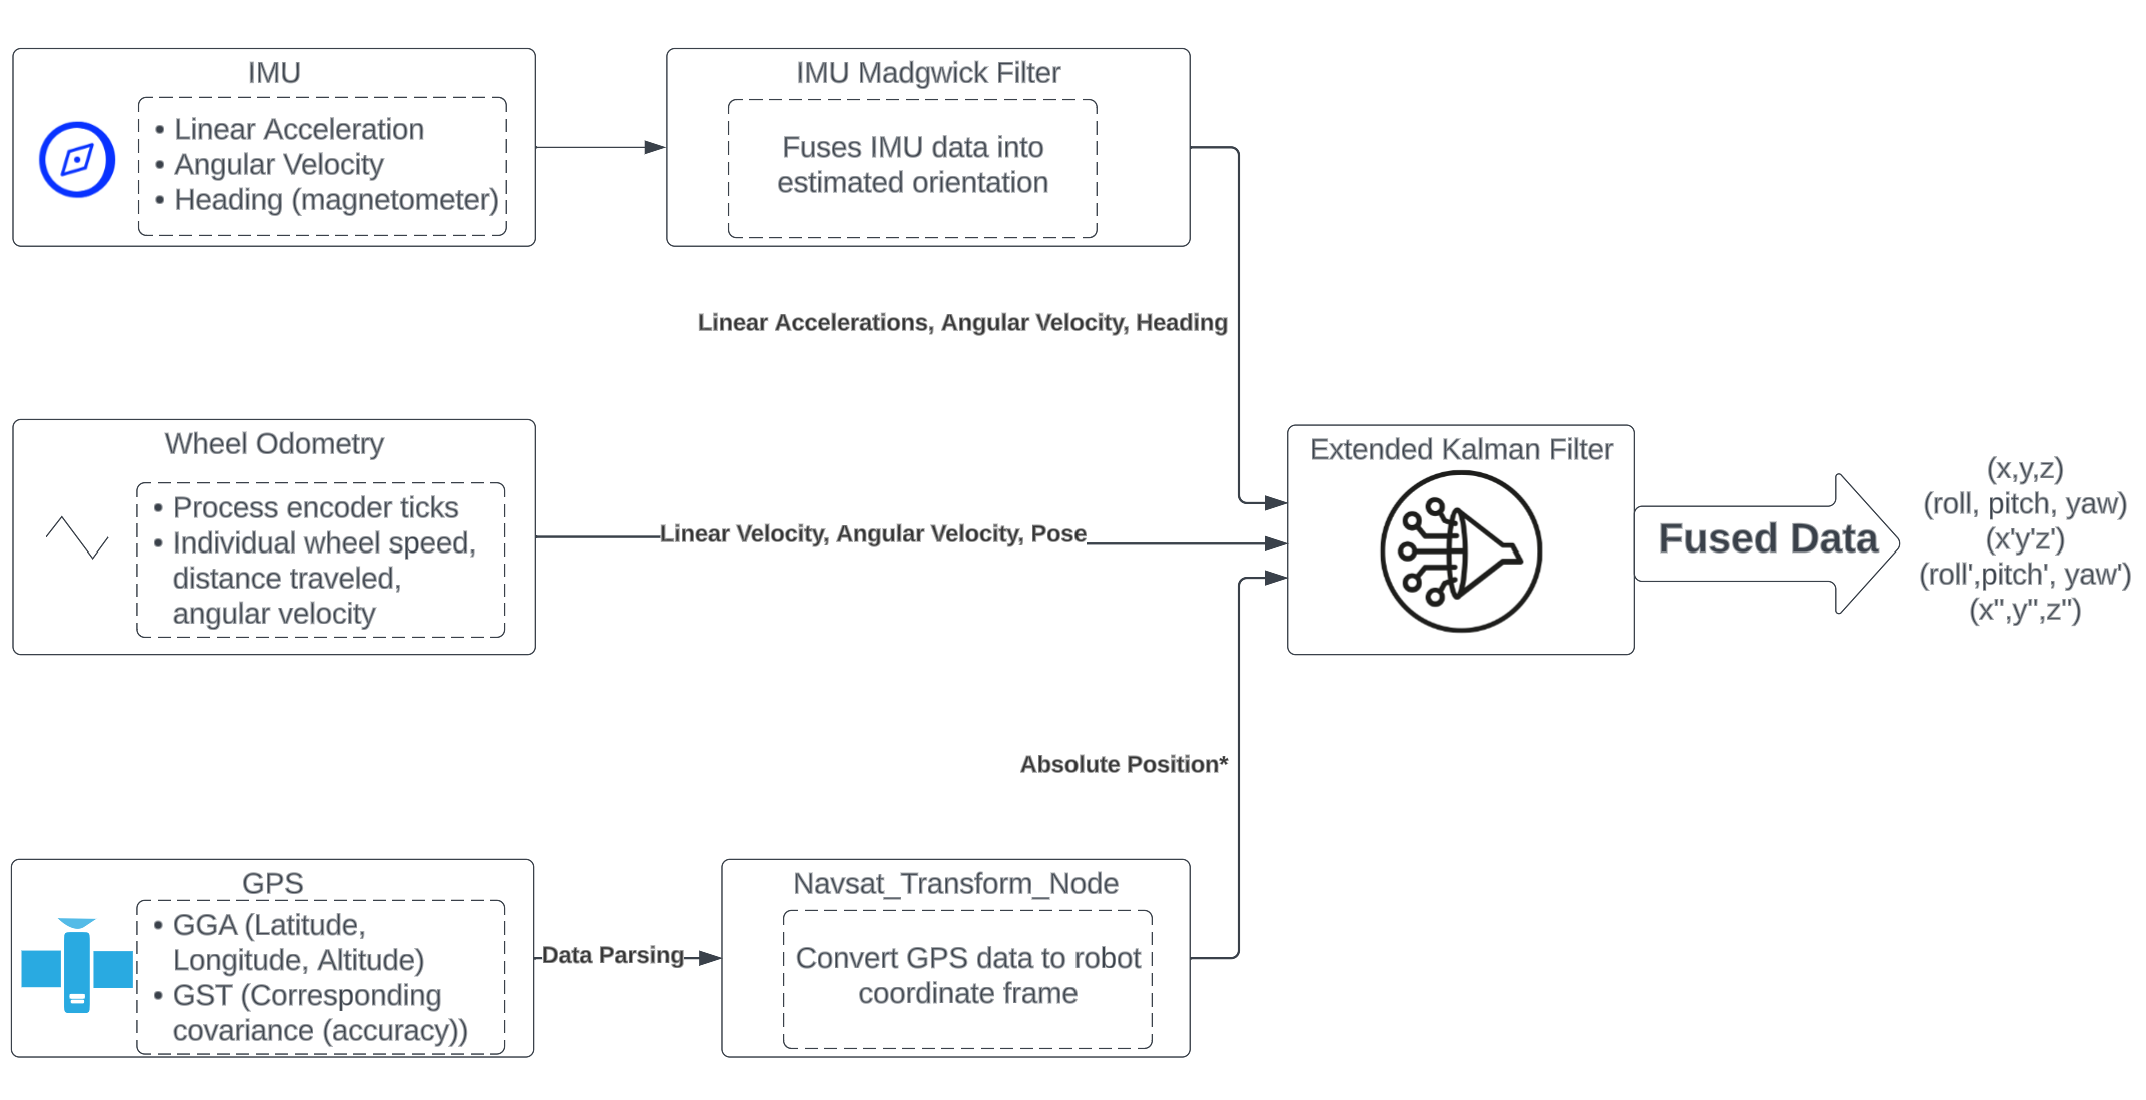 IMU
• Linear Acceleration
• Angular Velocity
• Heading (magnetometer)
IMU Madgwick Filter
Fuses IMU data into
estimated orientation
Linear Accelerations, Angular Velocity, Heading
Wheel Odometry
• Process encoder ticks
• Individual wheel speed,
distance traveled,
angular velocity
Linear Velocity, Angular Velocity, Pose
Extended Kalman Filter
Fused Data
(x,y,z)
(roll, pitch, yaw)
(x'y'z')
(roll',pitch', yaw')
(x",y",z")
Absolute Position*
GPS
• GGA (Latitude,
Longitude, Altitude)
• GST (Corresponding
covariance (accuracy))
Data Parsing
Navsat_Transform_Node
Convert GPS data to robot
coordinate frame